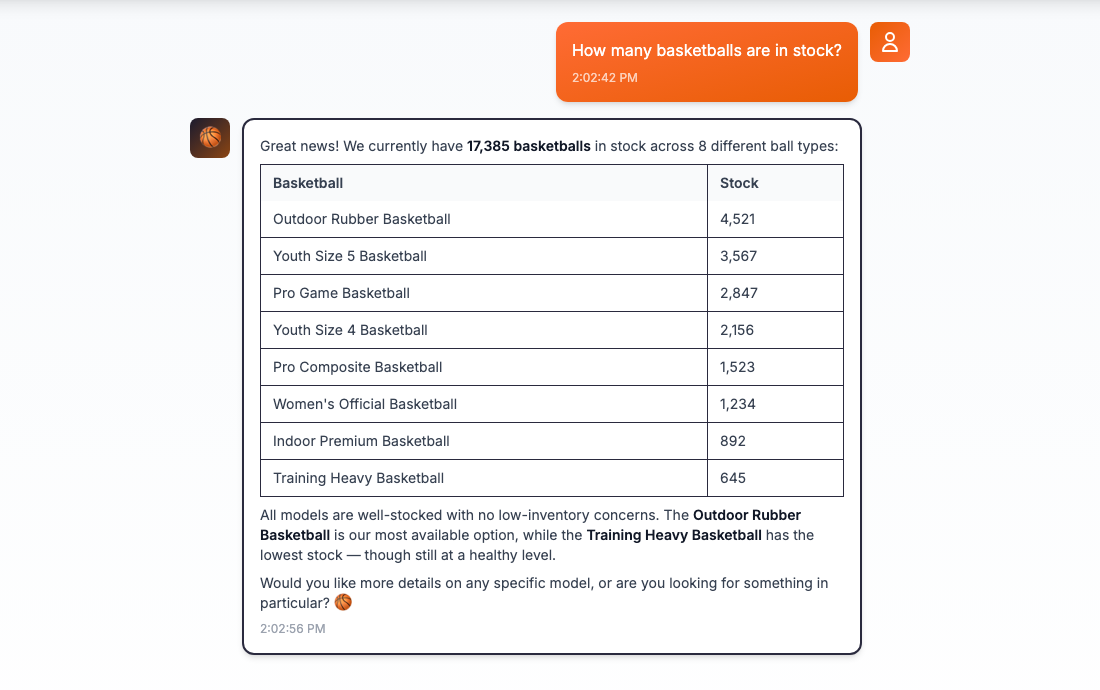 How many basketballs are in stock?
2:02:42 PM
Great news! We currently have 17,385 basketballs in stock across 8 different ball types:
Basketball Stock
Outdoor Rubber Basketball 4,521
Youth Size 5 Basketball 3,567
Pro Game Basketball 2,847
Youth Size 4 Basketball 2,156
Pro Composite Basketball 1,523
Women's Official Basketball 1,234
Indoor Premium Basketball 892
Training Heavy Basketball 645
All models are well-stocked with no low-inventory concerns. The Outdoor Rubber
Basketball is our most available option, while the Training Heavy Basketball has the
lowest stock — though still at a healthy level.
Would you like more details on any specific model, or are you looking for something in
particular? 🏀
2:02:56 PM